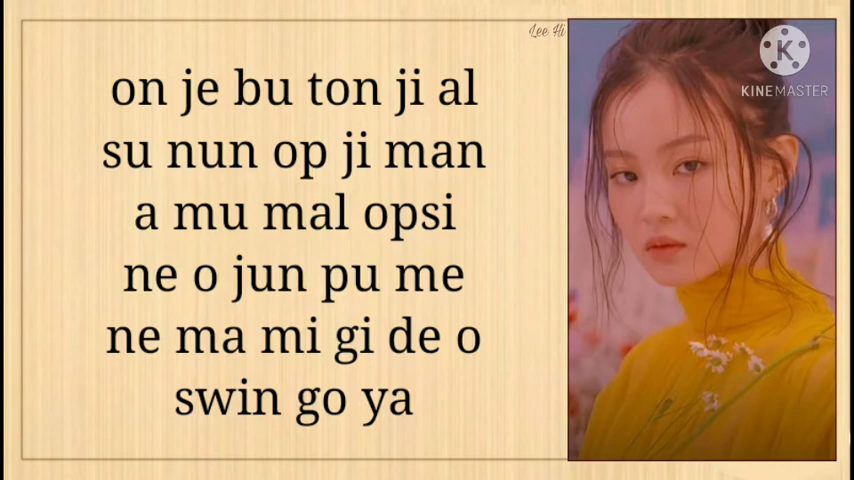 Lee Hi
on je bu ton ji al
su nun op ji man
a mu mal opsi
ne o jun pu me
ne ma mi gi de o
swin go ya
K
KINEMASTER